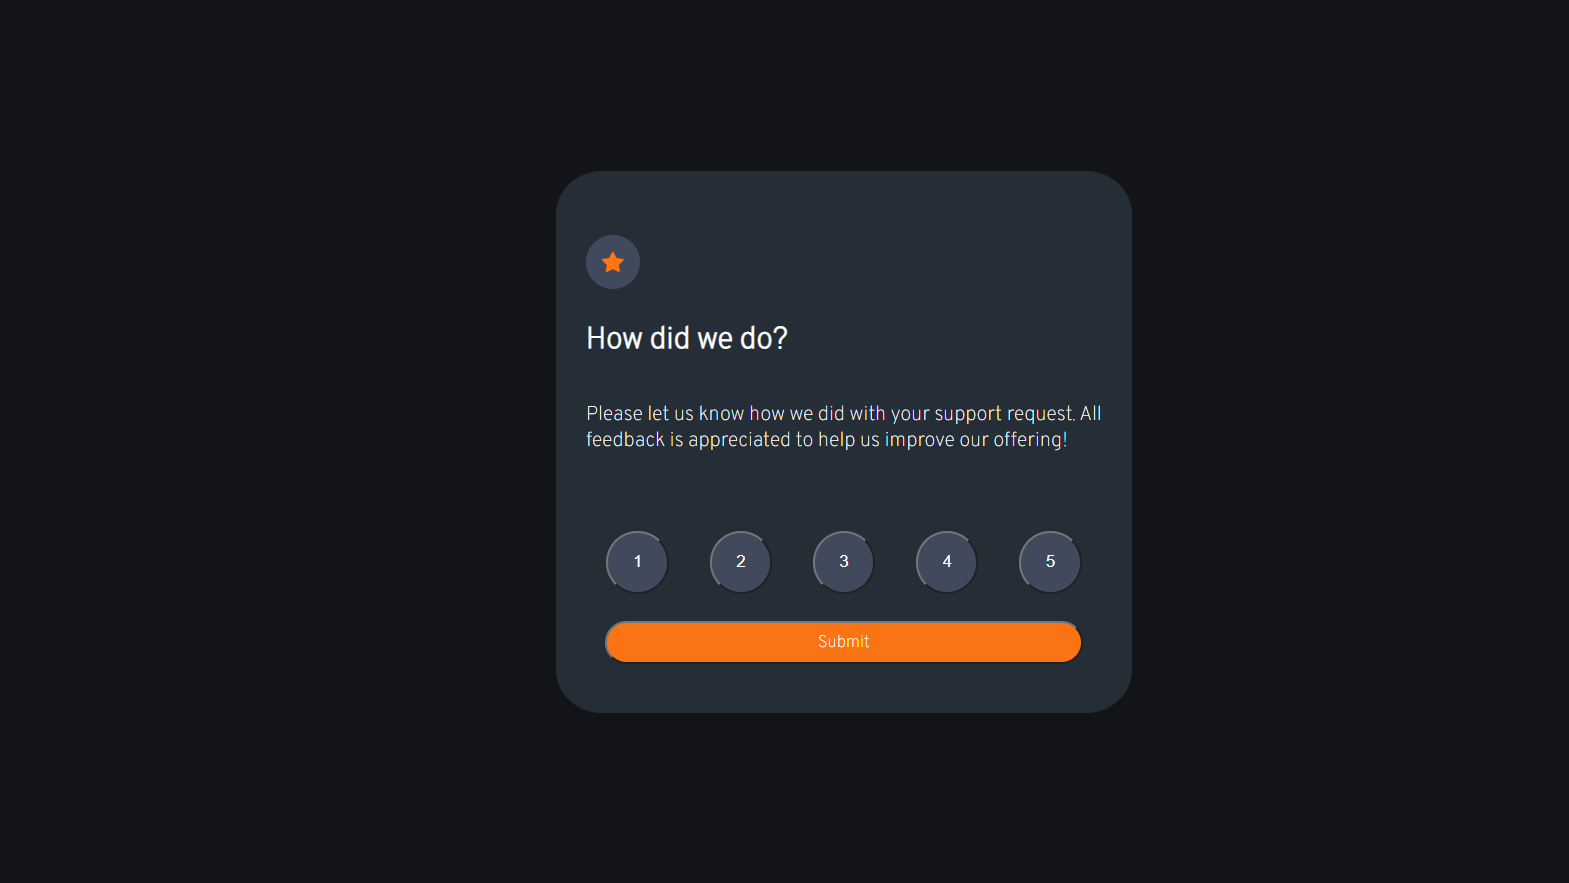 How did we do?
Please let us know how we did with your support request. All
feedback is appreciated to help us improve our offering!
1 2 3 4 5
Submit